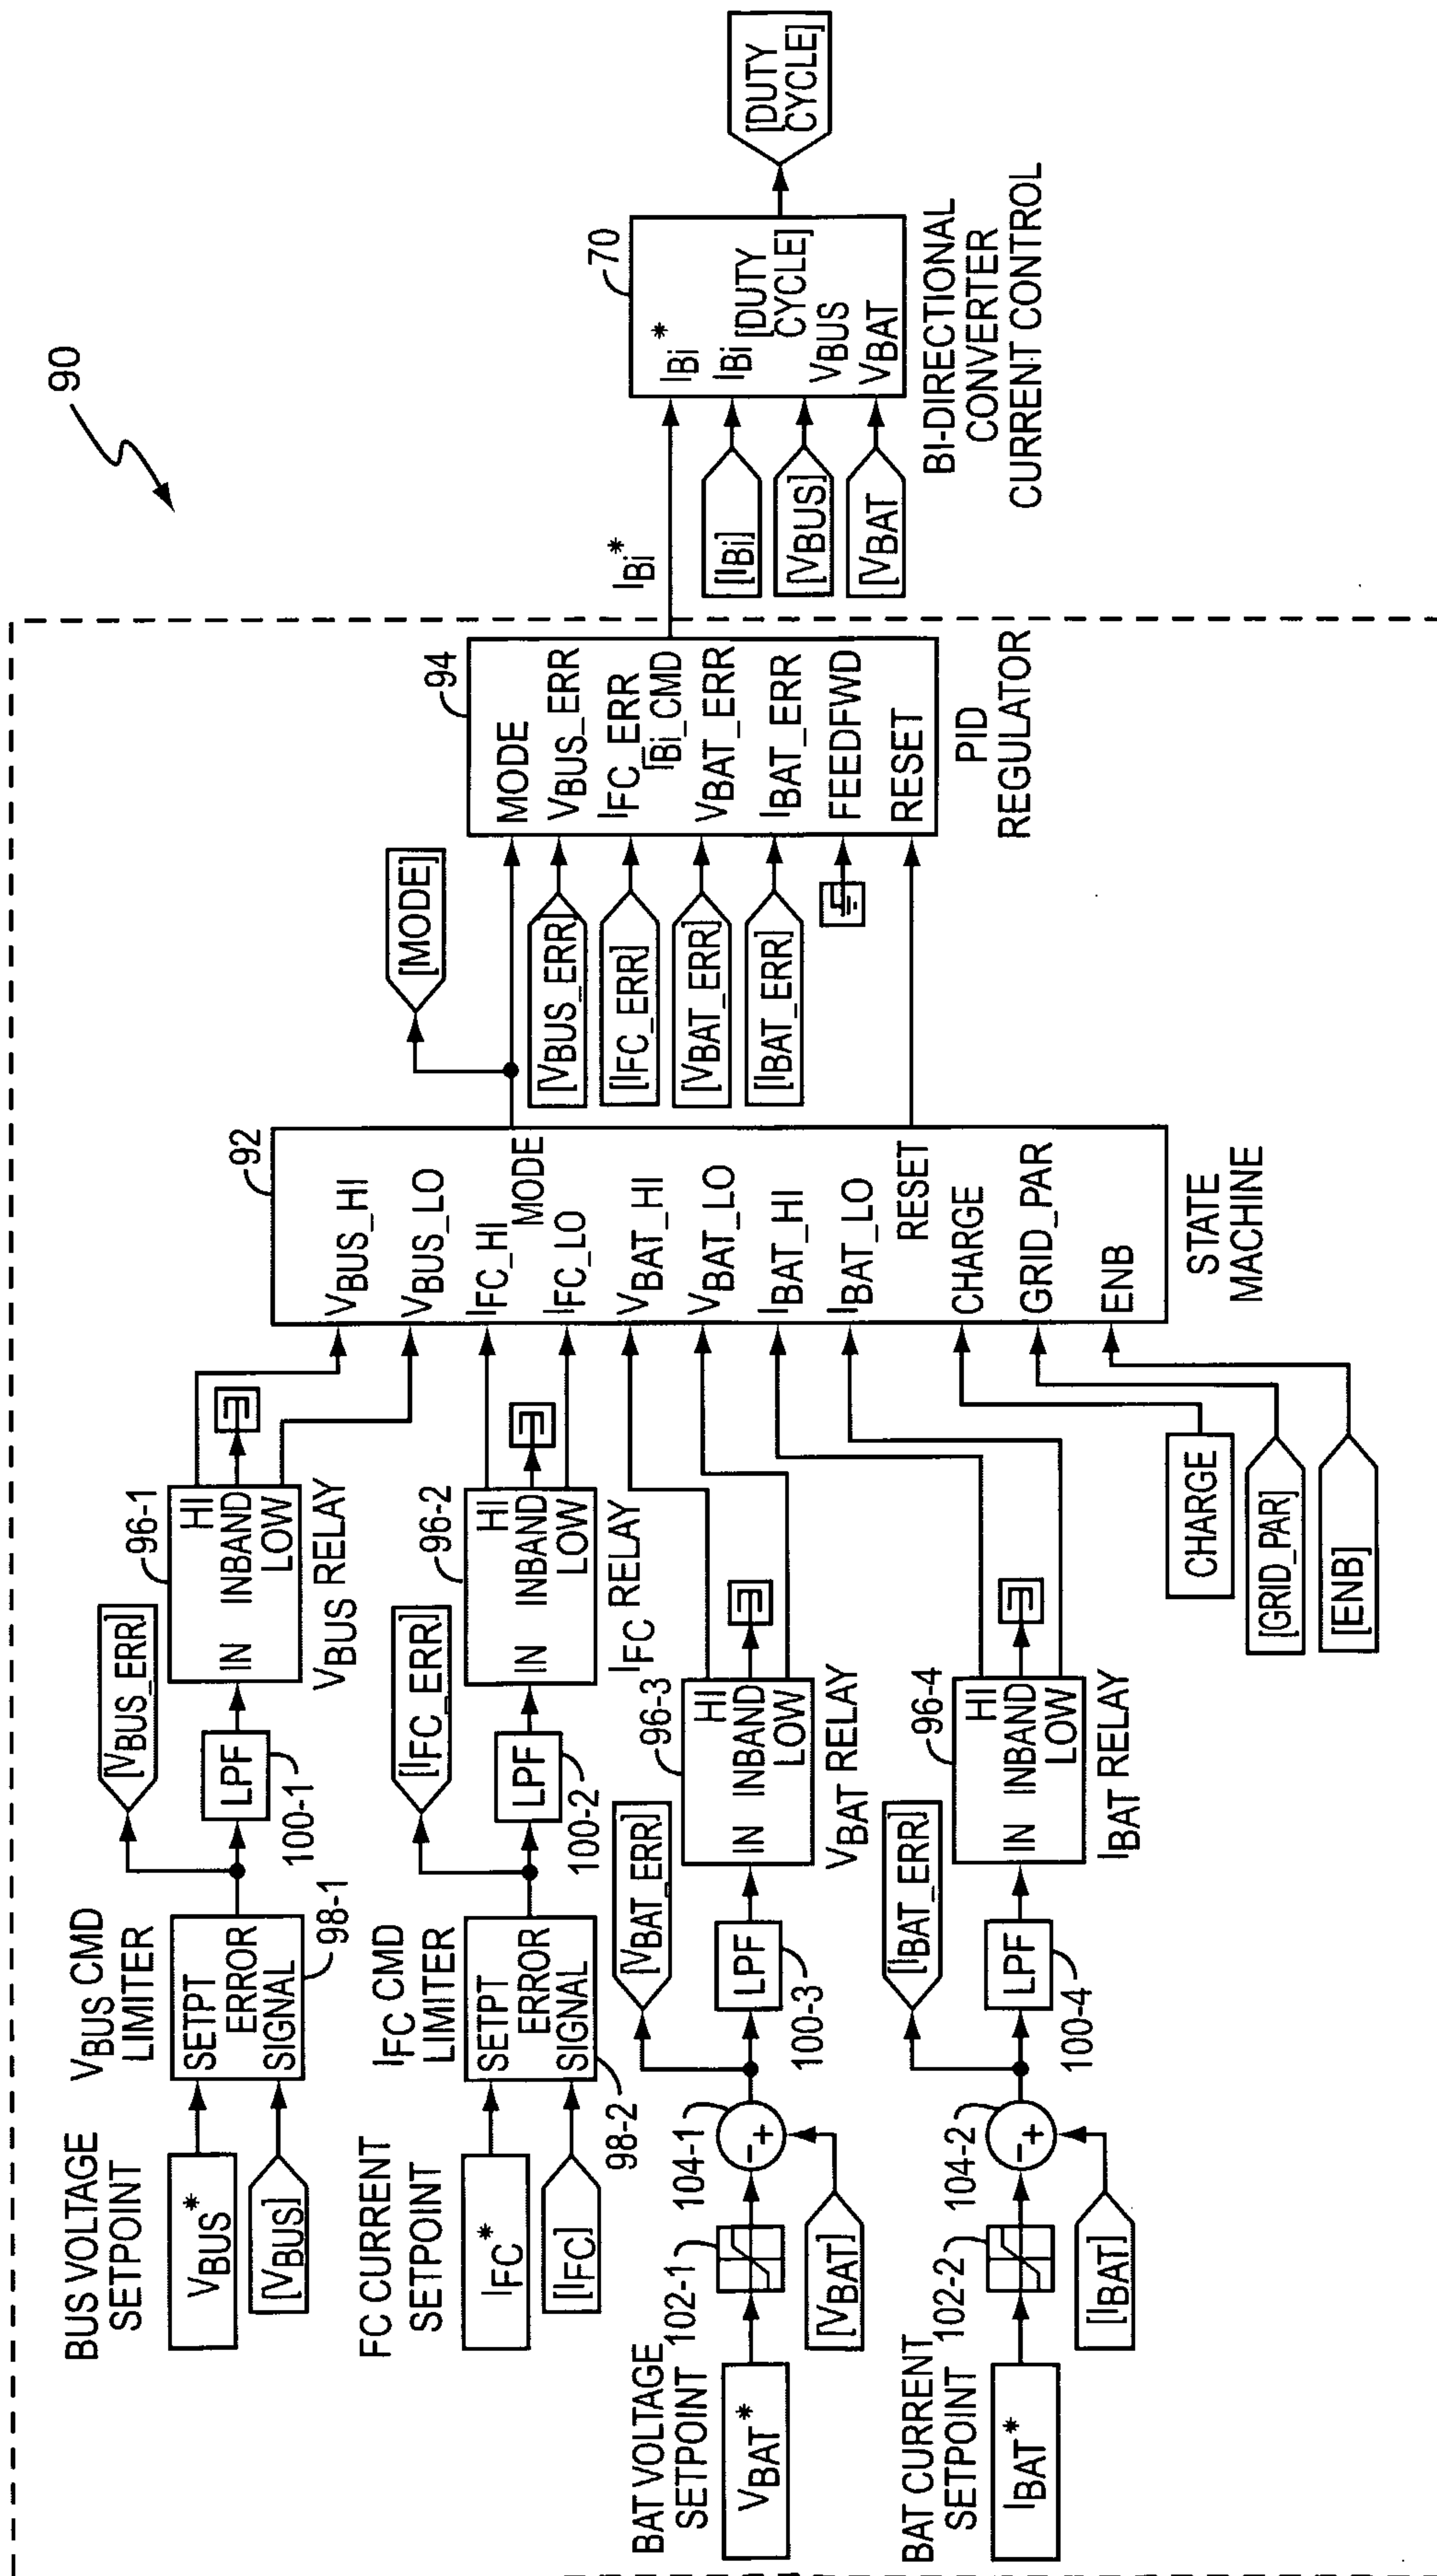 90
BUS VOLTAGE
SETPOINT
VBUS*
[VBUS]
VBUS CMD
LIMITER
SETPT
ERROR
SIGNAL
98-1
[VBUS_ERR]
LPF
100-1
96-1
IN
HI
INBAND
LOW
VBUS RELAY
FC CURRENT
SETPOINT
IFC*
[IFC]
IFC CMD
LIMITER
SETPT
ERROR
SIGNAL
98-2
[IFC_ERR]
LPF
100-2
96-2
IN
HI
INBAND
LOW
IFC RELAY
BAT VOLTAGE
SETPOINT
VBAT*
102-1
[VBAT]
104-1
- +
[VBAT_ERR]
LPF
100-3
96-3
IN
HI
INBAND
LOW
VBAT RELAY
BAT CURRENT
SETPOINT
IBAT*
102-2
[IBAT]
104-2
- +
[IBAT_ERR]
LPF
100-4
96-4
IN
HI
INBAND
LOW
IBAT RELAY
CHARGE
[GRID_PAR]
[ENB]
92
VBUS_HI
VBUS_LO
IFC_HI
MODE
IFC_LO
VBAT_HI
VBAT_LO
IBAT_HI
IBAT_LO
RESET
CHARGE
GRID_PAR
ENB
STATE
MACHINE
[MODE]
[VBUS_ERR]
[IFC_ERR]
[VBAT_ERR]
[IBAT_ERR]
94
MODE
VBUS_ERR
IFC_ERR
IBi_CMD
VBAT_ERR
IBAT_ERR
FEEDFWD
RESET
PID
REGULATOR
IBi*
[IBi]
[VBUS]
[VBAT
70
IBi*
IBi
[DUTY
CYCLE]
VBUS
VBAT
BI-DIRECTIONAL
CONVERTER
CURRENT CONTROL
[DUTY
CYCLE]